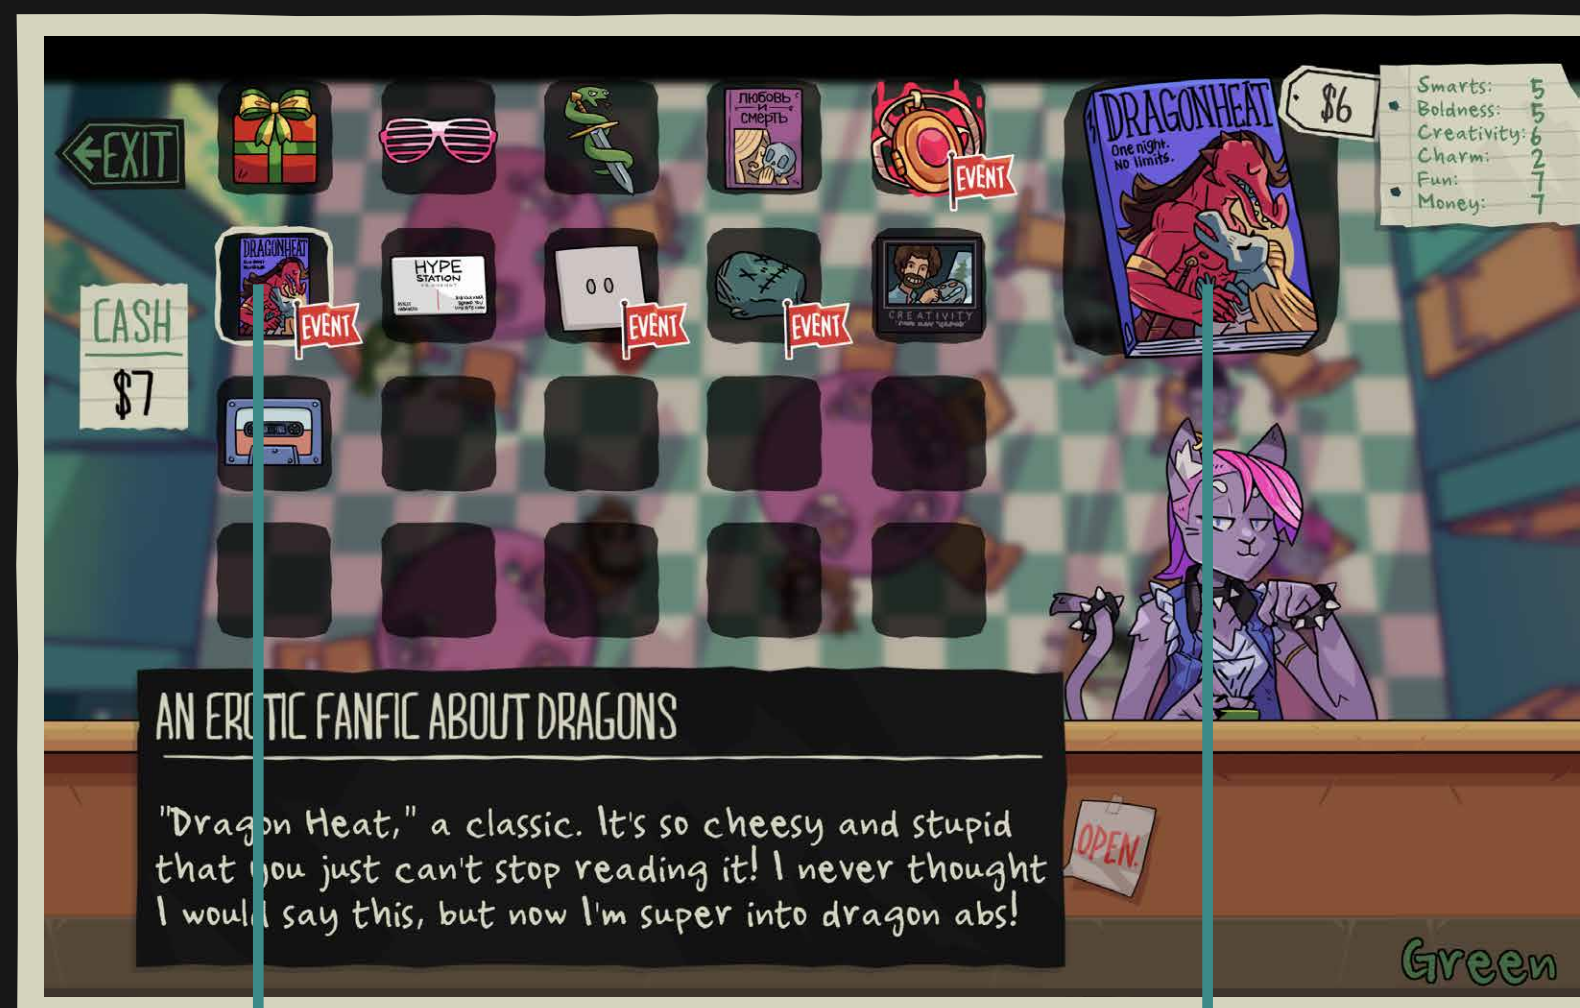 EXIT
ЛЮБОВЬ
И
СМЕРТЬ
EVENT
DRAGONHEAT
One night.
No limits.
$6
Smarts: 5
Boldness: 5
Creativity: 6
Charm: 2
Fun: 7
Money: 7
CASH
$7
DRAGONHEAT
EVENT
HYPE
STATION
EVENT
EVENT
CREATIVITY
AN EROTIC FANFIC ABOUT DRAGONS
"Dragon Heat," a classic. It's so cheesy and stupid
that you just can't stop reading it! I never thought
I would say this, but now I'm super into dragon abs!
OPEN.
Green